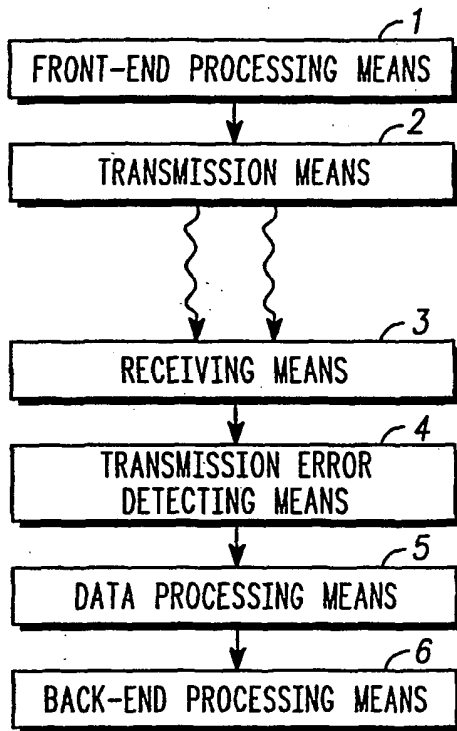 1
FRONT-END PROCESSING MEANS
2
TRANSMISSION MEANS
3
RECEIVING MEANS
4
TRANSMISSION ERROR
DETECTING MEANS
5
DATA PROCESSING MEANS
6
BACK-END PROCESSING MEANS